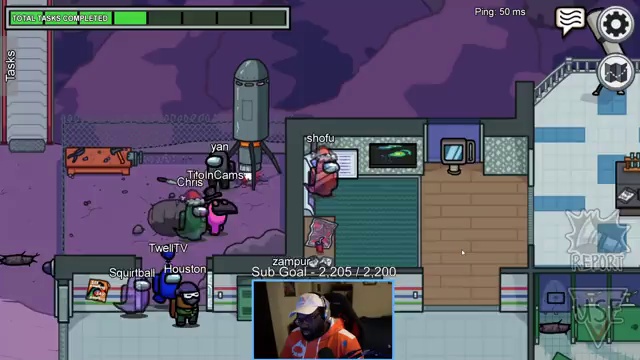 TOTAL TASKS COMPLETED
Ping: 50 ms
Tasks
shofu
yan
TitoInCams
Chris
TwellTV
Squirtball
Houston
zampur
Sub Goal - 2,205 / 2,200
REPORT
USE